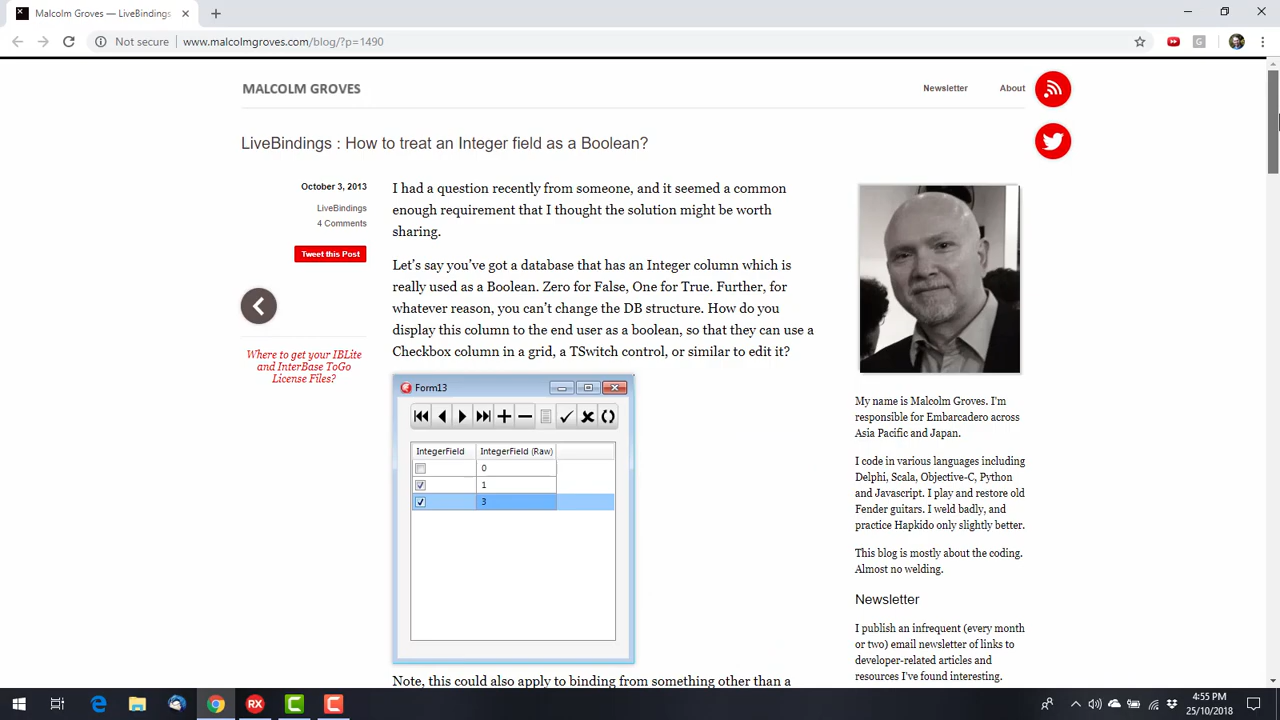 Malcolm Groves — LiveBindings
Not secure
www.malcolmgroves.com/blog/?p=1490
MALCOLM GROVES
Newsletter
About
LiveBindings : How to treat an Integer field as a Boolean?
October 3, 2013
LiveBindings
4 Comments
Tweet this Post
Where to get your IBLite
and InterBase ToGo
License Files?
I had a question recently from someone, and it seemed a common
enough requirement that I thought the solution might be worth
sharing.
Let's say you've got a database that has an Integer column which is
really used as a Boolean. Zero for False, One for True. Further, for
whatever reason, you can't change the DB structure. How do you
display this column to the end user as a boolean, so that they can use a
Checkbox column in a grid, a TSwitch control, or similar to edit it?
Form13
IntegerField
IntegerField (Raw)
0
1
3
Note, this could also apply to binding from something other than a
My name is Malcolm Groves. I'm
responsible for Embarcadero across
Asia Pacific and Japan.
I code in various languages including
Delphi, Scala, Objective-C, Python
and Javascript. I play and restore old
Fender guitars. I weld badly, and
practice Hapkido only slightly better.
This blog is mostly about the coding.
Almost no welding.
Newsletter
I publish an infrequent (every month
or two) email newsletter of links to
developer-related articles and
resources I've found interesting.
RX
4:55 PM
25/10/2018